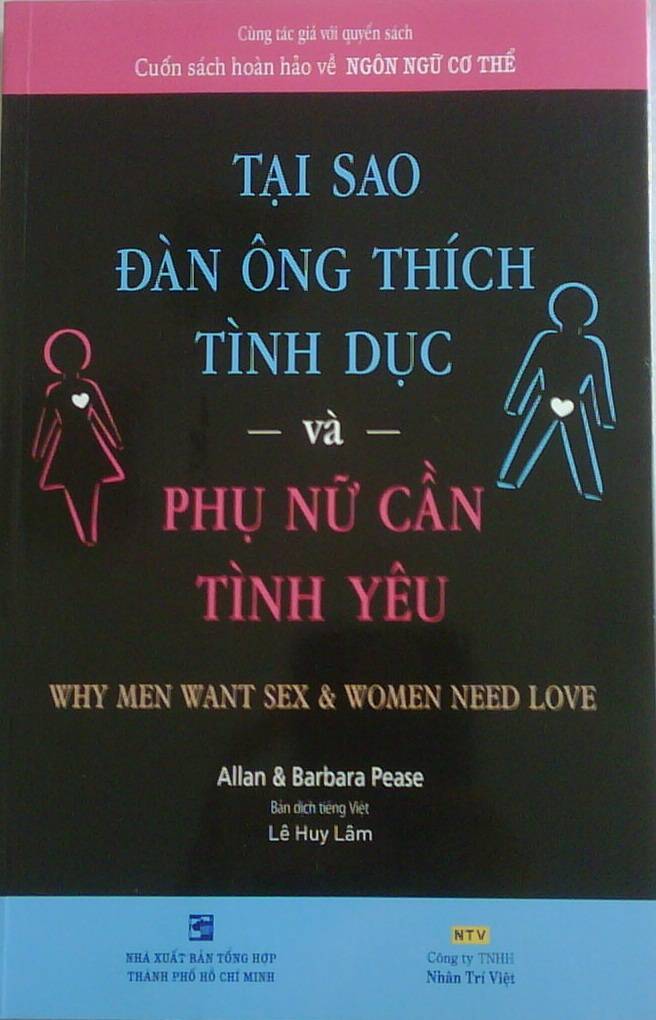 Cùng tác giả với quyển sách
Cuốn sách hoàn hảo về NGÔN NGỮ CƠ THỂ
TẠI SAO
ĐÀN ÔNG THÍCH
TÌNH DỤC
— và —
PHỤ NỮ CẦN
TÌNH YÊU
WHY MEN WANT SEX & WOMEN NEED LOVE
Allan & Barbara Pease
Bản dịch tiếng Việt
Lê Huy Lâm
NHÀ XUẤT BẢN TỔNG HỢP
THÀNH PHỐ HỒ CHÍ MINH
NTV
Công ty TNHH
Nhân Trí Việt